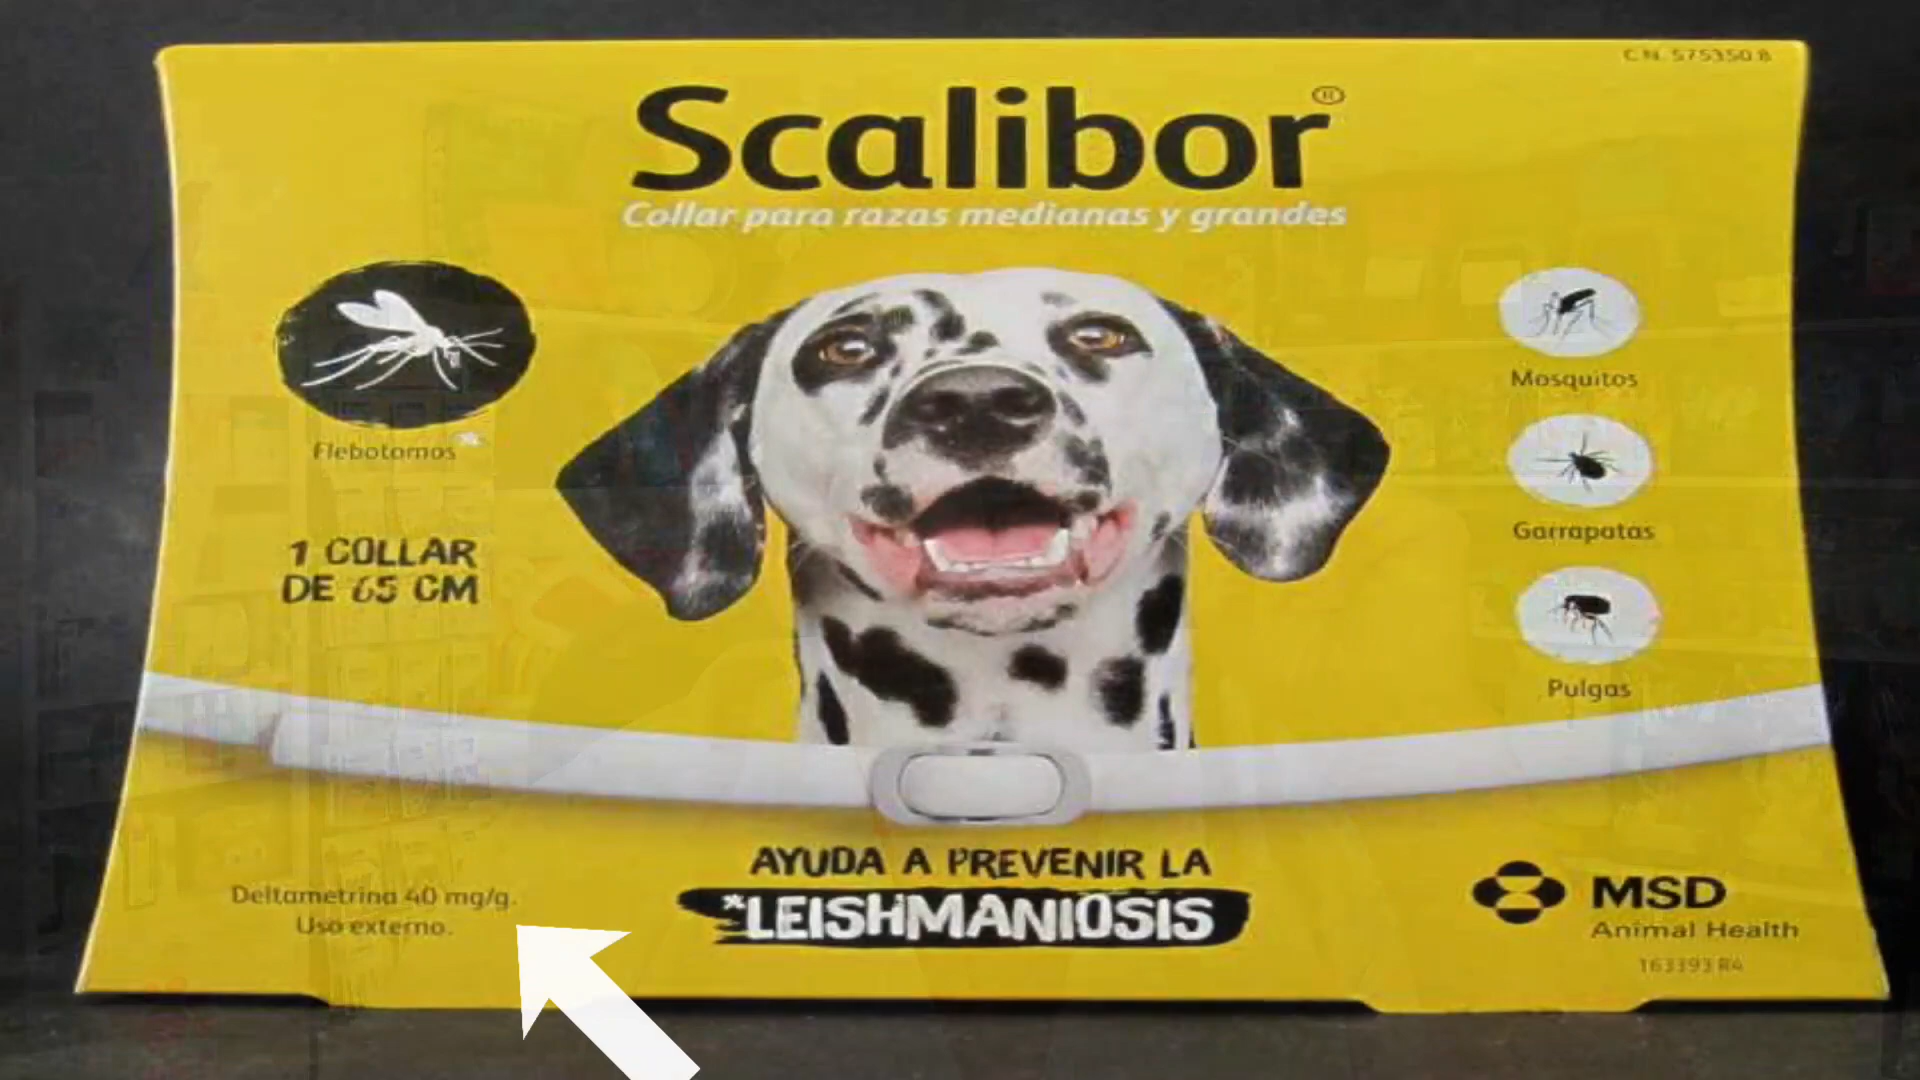 C.N. 575350.8
Scalibor®
Collar para razas medianas y grandes
Flebotomos*
Mosquitos
Garrapatas
Pulgas
1 COLLAR
DE 65 CM
AYUDA A PREVENIR LA
*LEISHMANIOSIS
Deltametrina 40 mg/g.
Uso externo.
MSD
Animal Health
163393 R4